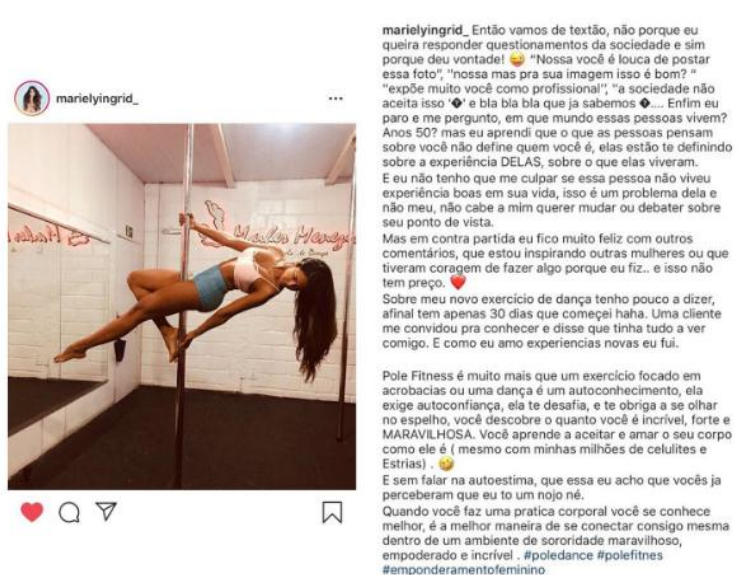 marielyingrid_
marielyingrid_ Então vamos de textão, não porque eu
queira responder questionamentos da sociedade e sim
porque deu vontade! 😜 "Nossa você é louca de postar
essa foto", "nossa mas pra sua imagem isso é bom? "
"expõe muito você como profissional", "a sociedade não
aceita isso '�' e bla bla bla que ja sabemos �.... Enfim eu
paro e me pergunto, em que mundo essas pessoas vivem?
Anos 50? mas eu aprendi que o que as pessoas pensam
sobre você não define quem você é, elas estão te definindo
sobre a experiência DELAS, sobre o que elas viveram.
E eu não tenho que me culpar se essa pessoa não viveu
experiência boas em sua vida, isso é um problema dela e
não meu, não cabe a mim querer mudar ou debater sobre
seu ponto de vista.
Mas em contra partida eu fico muito feliz com outros
comentários, que estou inspirando outras mulheres ou que
tiveram coragem de fazer algo porque eu fiz.. e isso não
tem preço. ❤️
Sobre meu novo exercício de dança tenho pouco a dizer,
afinal tem apenas 30 dias que começei haha. Uma cliente
me convidou pra conhecer e disse que tinha tudo a ver
comigo. E como eu amo experiencias novas eu fui.
Pole Fitness é muito mais que um exercício focado em
acrobacias ou uma dança é um autoconhecimento, ela
exige autoconfiança, ela te desafia, e te obriga a se olhar
no espelho, você descobre o quanto você é incrível, forte e
MARAVILHOSA. Você aprende a aceitar e amar o seu corpo
como ele é ( mesmo com minhas milhões de celulites e
Estrias) . 🤣
E sem falar na autoestima, que essa eu acho que vocês já
perceberam que eu to um nojo né.
Quando você faz uma pratica corporal você se conhece
melhor, é a melhor maneira de se conectar consigo mesma
dentro de um ambiente de sororidade maravilhoso,
empoderado e incrível . #poledance #polefitnes
#emponderamentofeminino